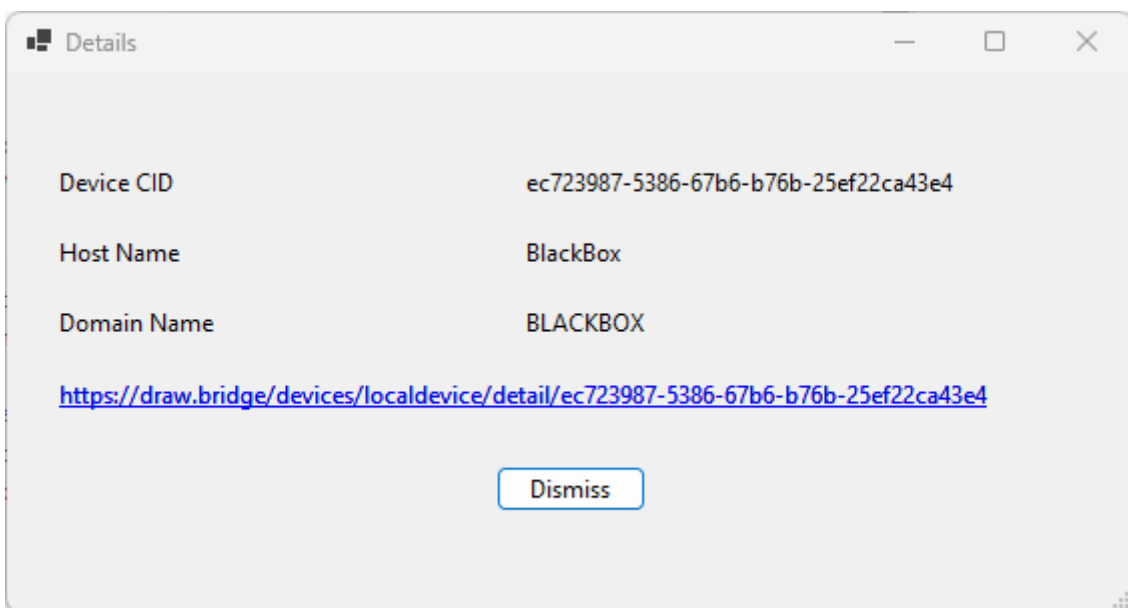 Details
Device CID ec723987-5386-67b6-b76b-25ef22ca43e4
Host Name BlackBox
Domain Name BLACKBOX
https://draw.bridge/devices/localdevice/detail/ec723987-5386-67b6-b76b-25ef22ca43e4
Dismiss